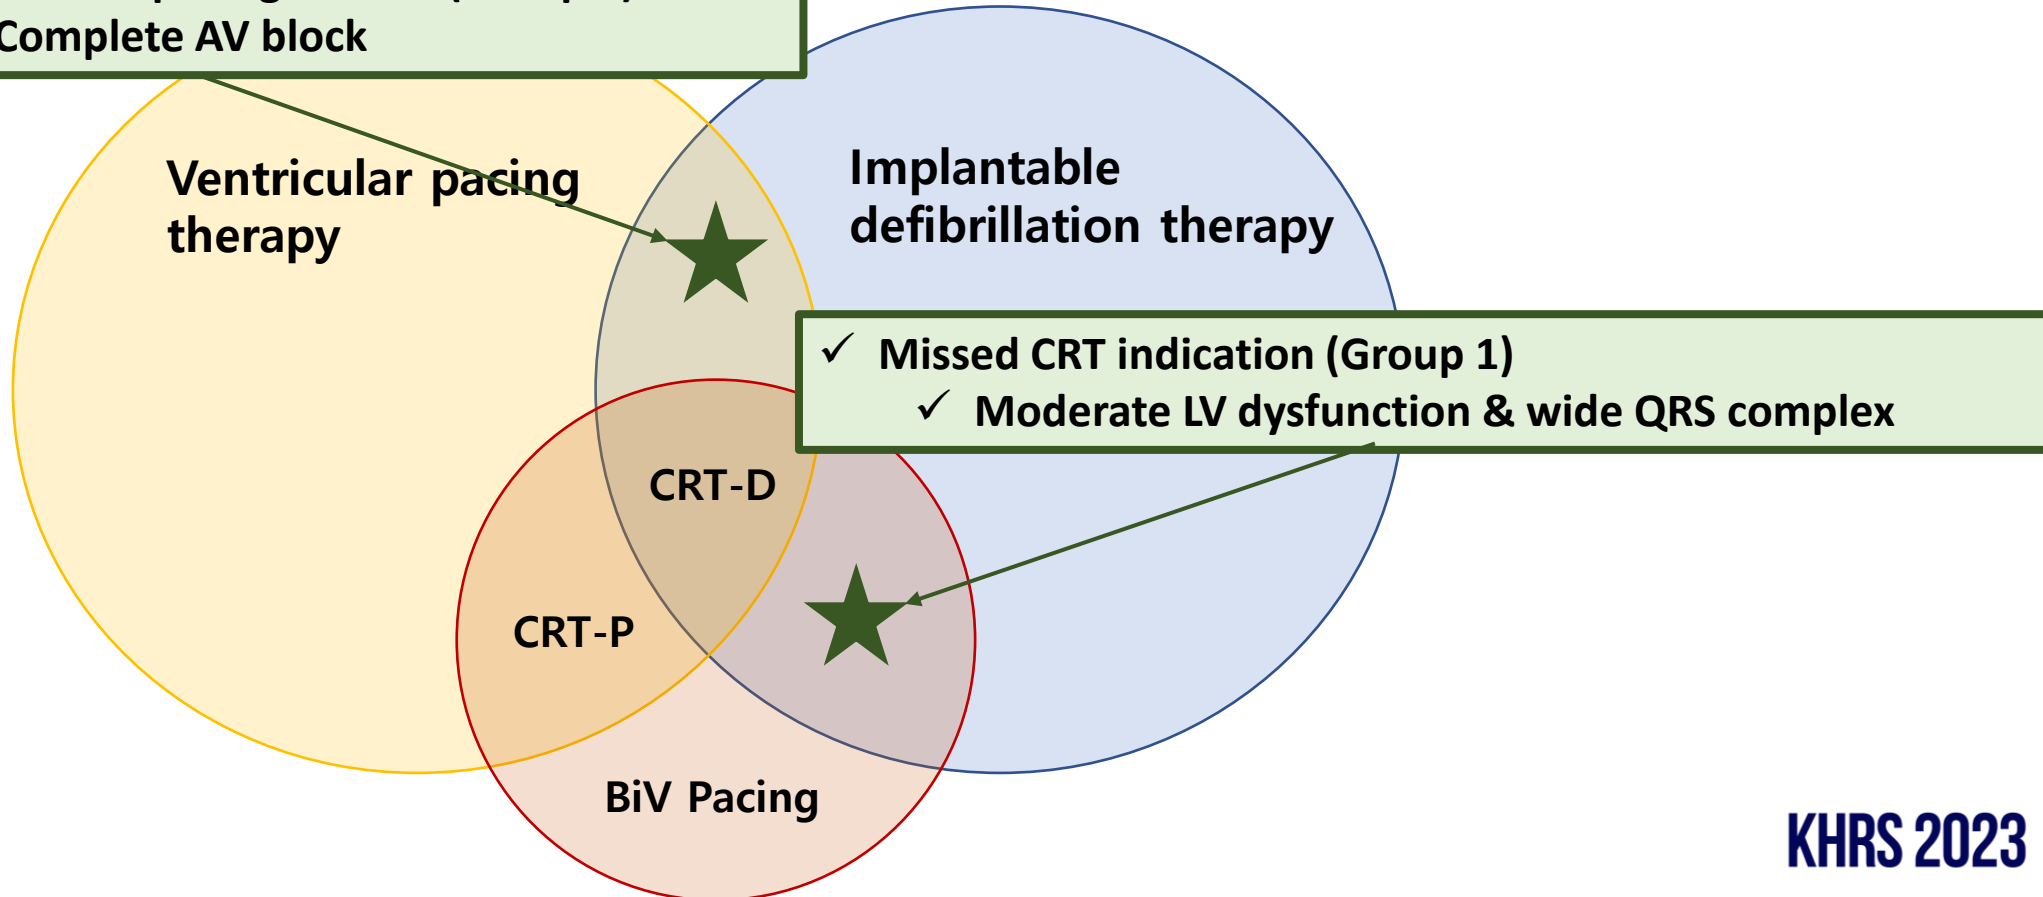 Complete AV block
Ventricular pacing
therapy
Implantable
defibrillation therapy
✓ Missed CRT indication (Group 1)
✓ Moderate LV dysfunction & wide QRS complex
CRT-D
CRT-P
BiV Pacing
KHRS 2023